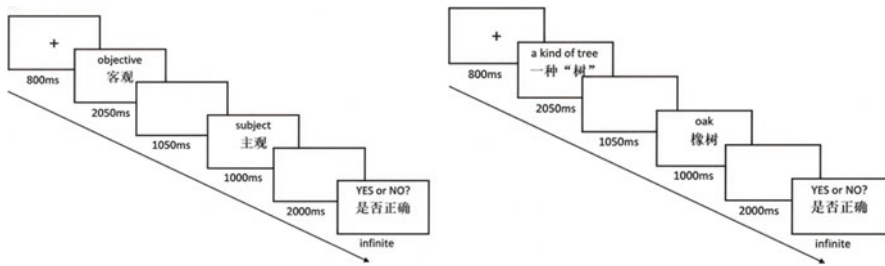 +
800ms
objective
客观
2050ms
1050ms
subject
主观
1000ms
2000ms
YES or NO?
是否正确
infinite
+
800ms
a kind of tree
一种“树”
2050ms
1050ms
oak
橡树
1000ms
2000ms
YES or NO?
是否正确
infinite